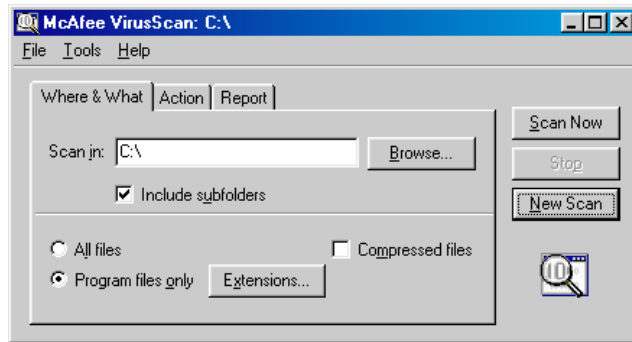 McAfee VirusScan: C:\
File Tools Help
Where & What Action Report
Scan in: C:\ Browse...
Include subfolders
All files Compressed files
Program files only Extensions...
Scan Now
Stop
New Scan